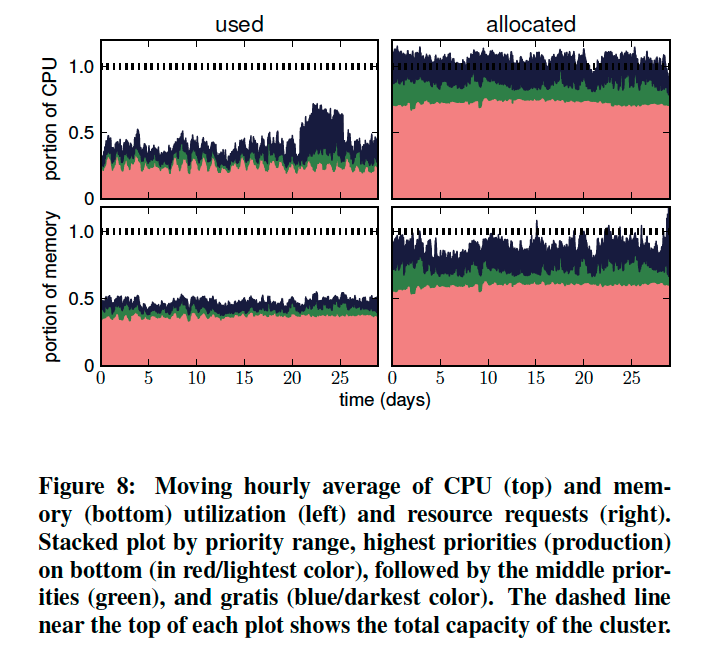 used
allocated
portion of CPU
1.0
0.5
0
portion of memory
1.0
0.5
0
0 5 10 15 20 25
0 5 10 15 20 25
time (days)
Figure 8: Moving hourly average of CPU (top) and mem-
ory (bottom) utilization (left) and resource requests (right).
Stacked plot by priority range, highest priorities (production)
on bottom (in red/lightest color), followed by the middle prior-
ities (green), and gratis (blue/darkest color). The dashed line
near the top of each plot shows the total capacity of the cluster.